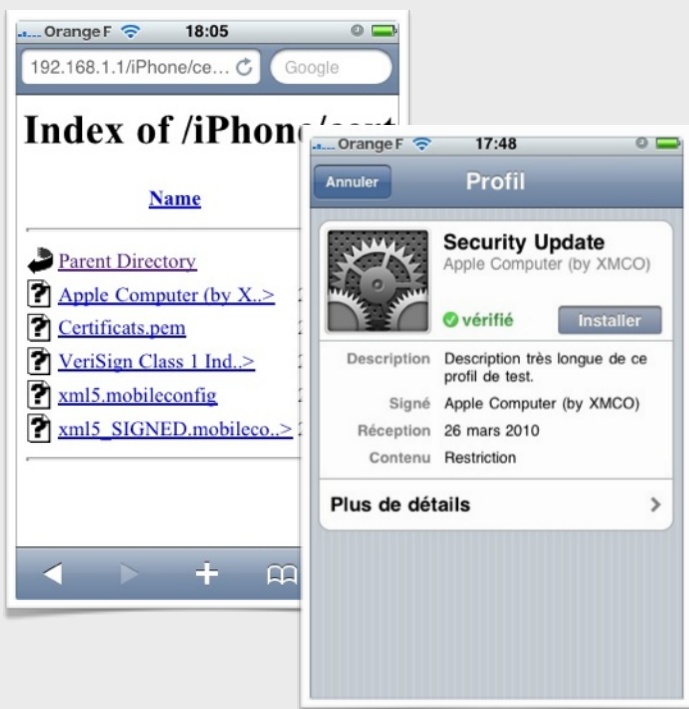 Orange F 18:05
192.168.1.1/iPhone/ce... Google
Index of /iPhone/cert
Name
Parent Directory
Apple Computer (by X..>
Certificats.pem
VeriSign Class 1 Ind..>
xml5.mobileconfig
xml5_SIGNED.mobileco..>
Orange F 17:48
Annuler Profil
Security Update
Apple Computer (by XMCO)
vérifié Installer
Description Description très longue de ce
profil de test.
Signé Apple Computer (by XMCO)
Réception 26 mars 2010
Contenu Restriction
Plus de détails